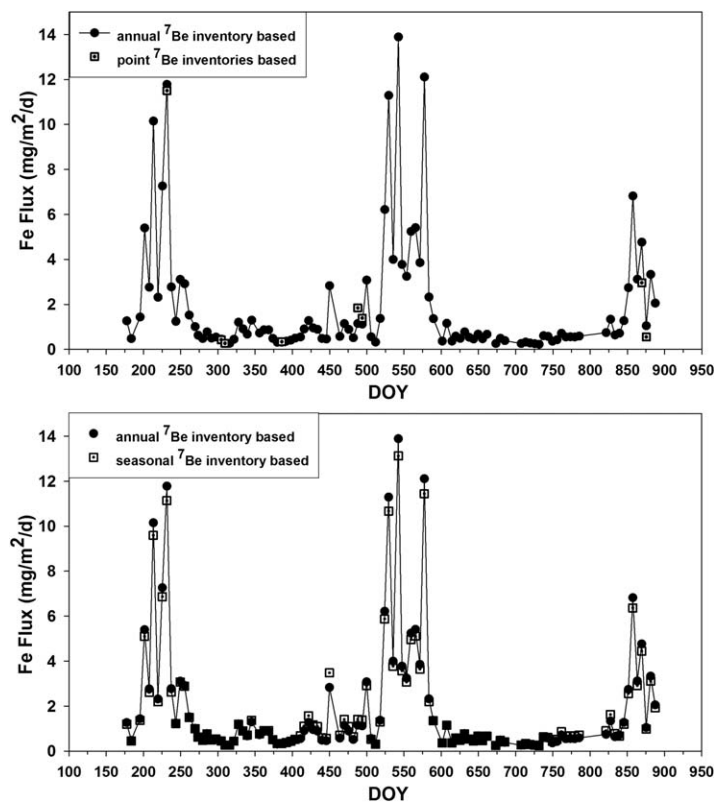 14
12
10
8
6
4
2
0
Fe Flux (mg/m²/d)
annual ⁷Be inventory based
point ⁷Be inventories based
100 150 200 250 300 350 400 450 500 550 600 650 700 750 800 850 900 950
DOY
14
12
10
8
6
4
2
0
Fe Flux (mg/m²/d)
annual ⁷Be inventory based
seasonal ⁷Be inventory based
100 150 200 250 300 350 400 450 500 550 600 650 700 750 800 850 900 950
DOY